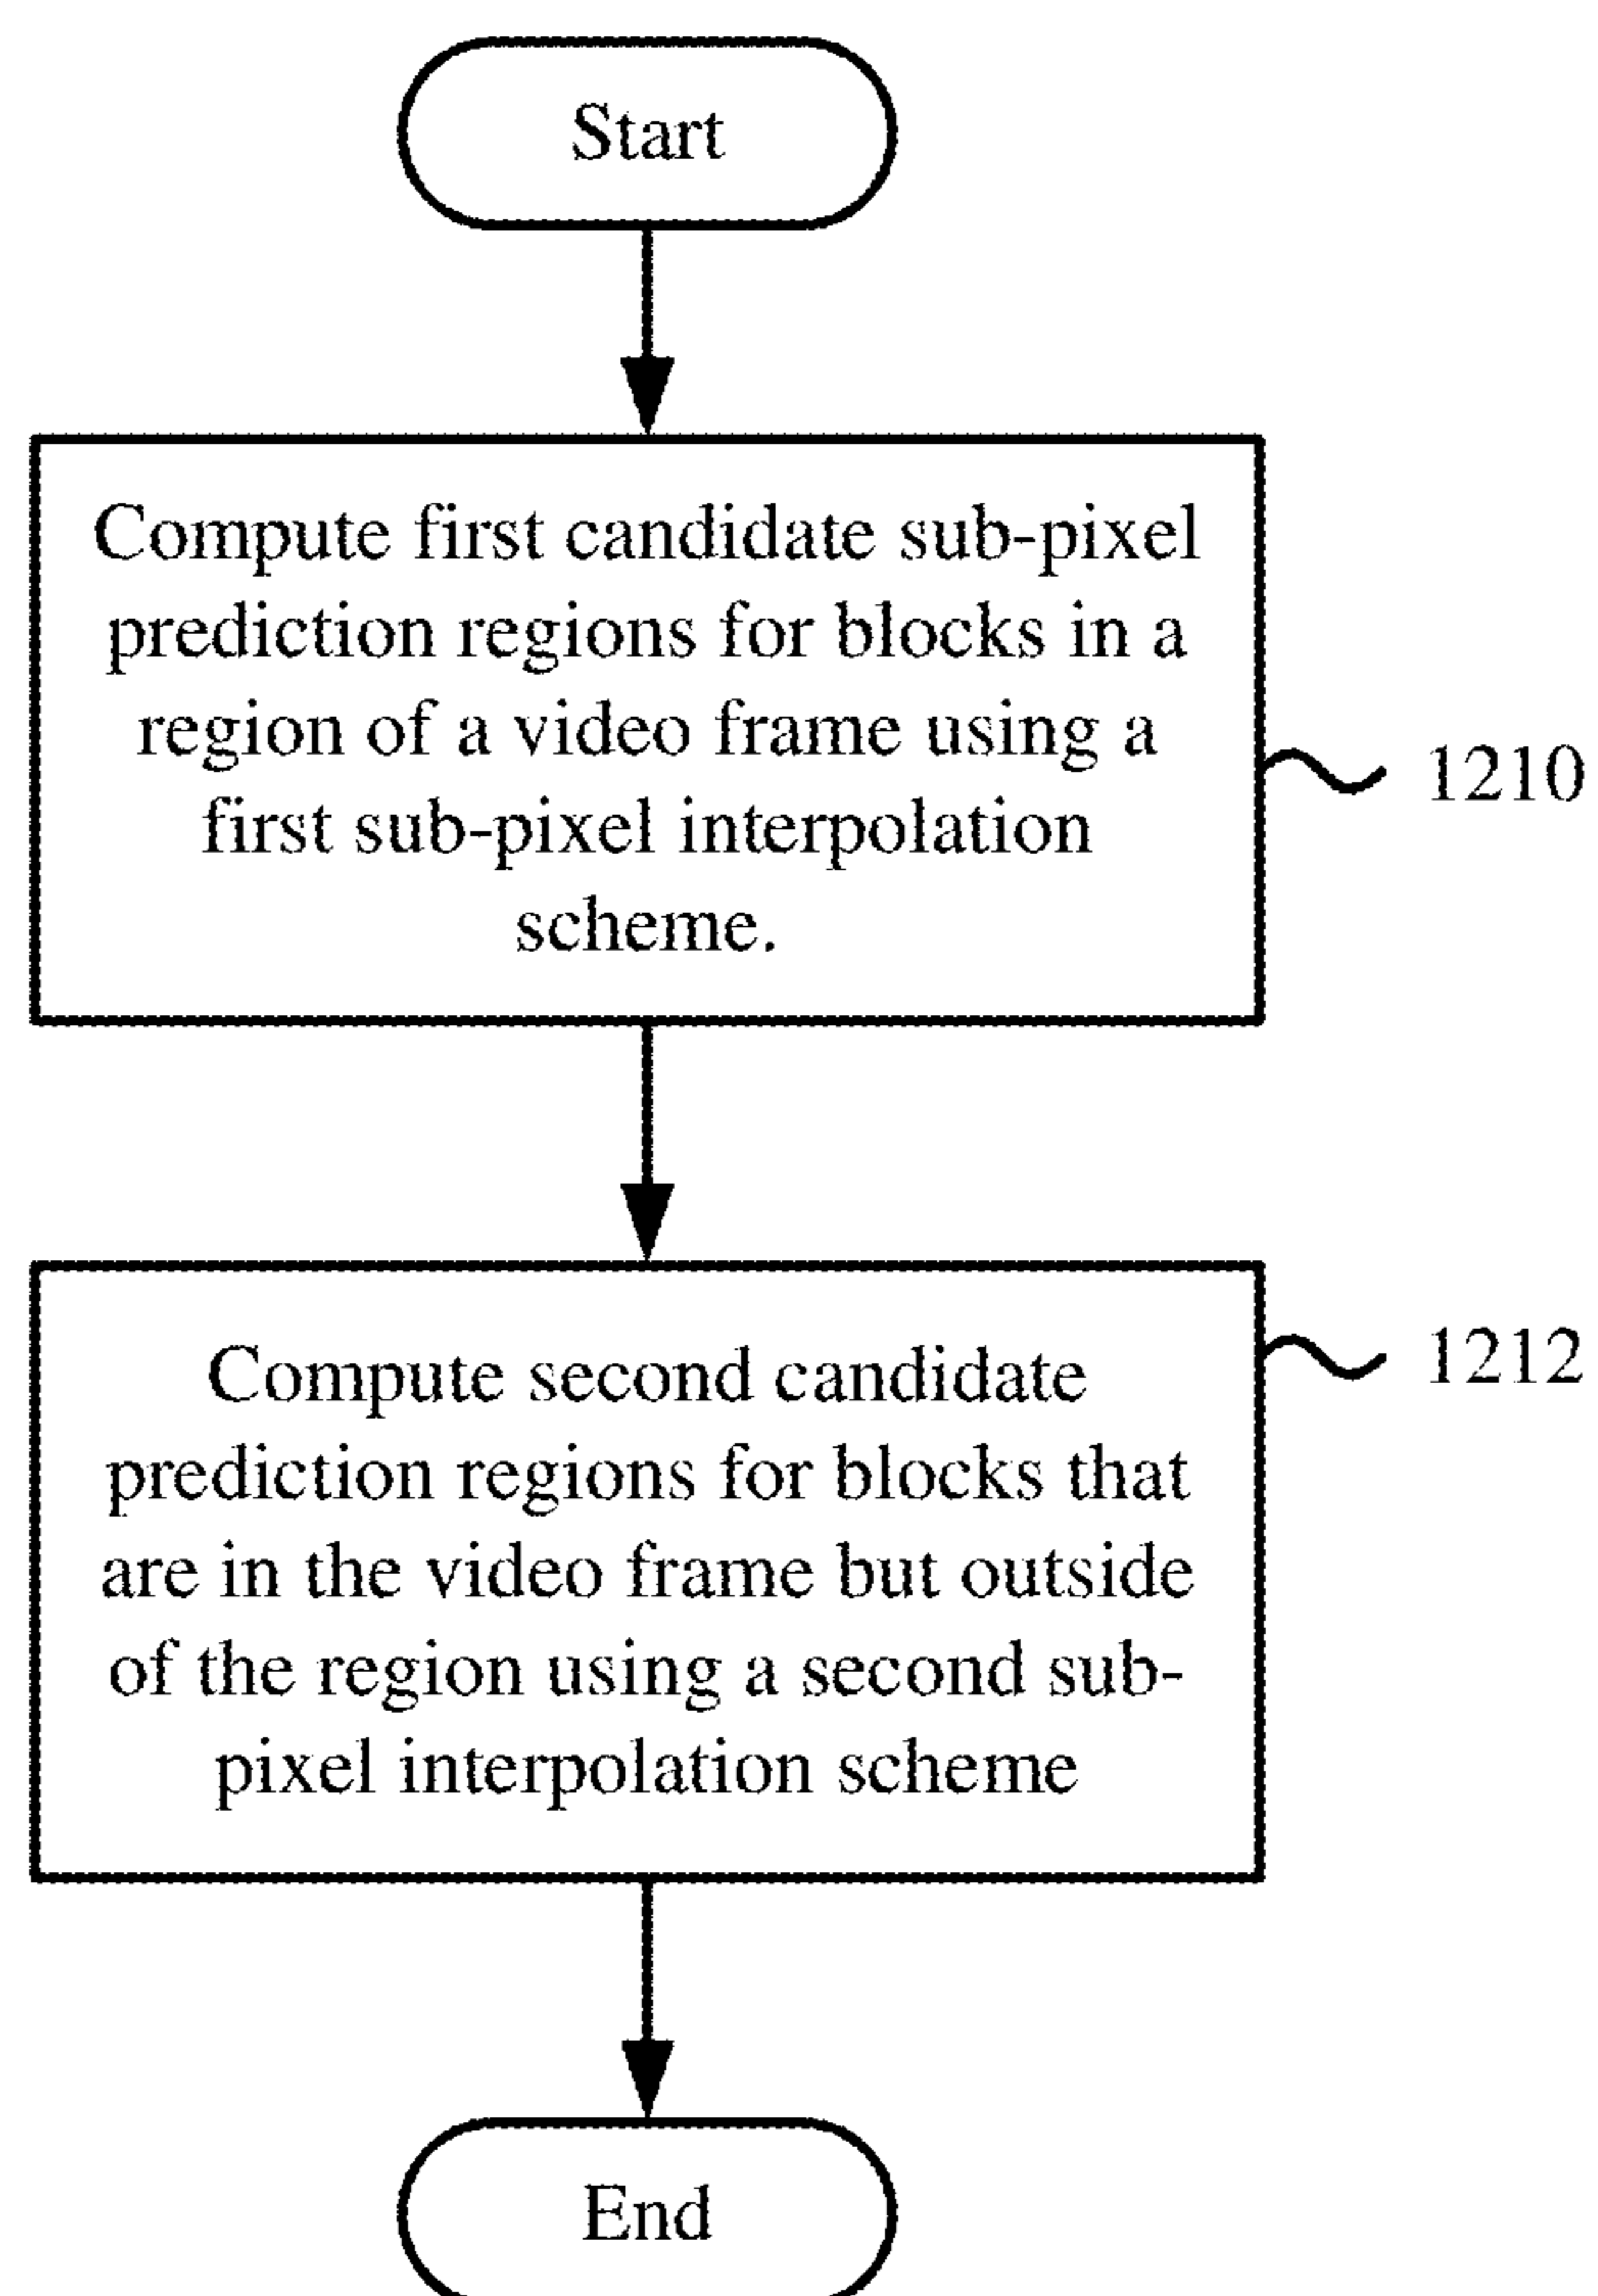 Start
Compute first candidate sub-pixel
prediction regions for blocks in a
region of a video frame using a
first sub-pixel interpolation
scheme.
1210
Compute second candidate
prediction regions for blocks that
are in the video frame but outside
of the region using a second sub-
pixel interpolation scheme
1212
End